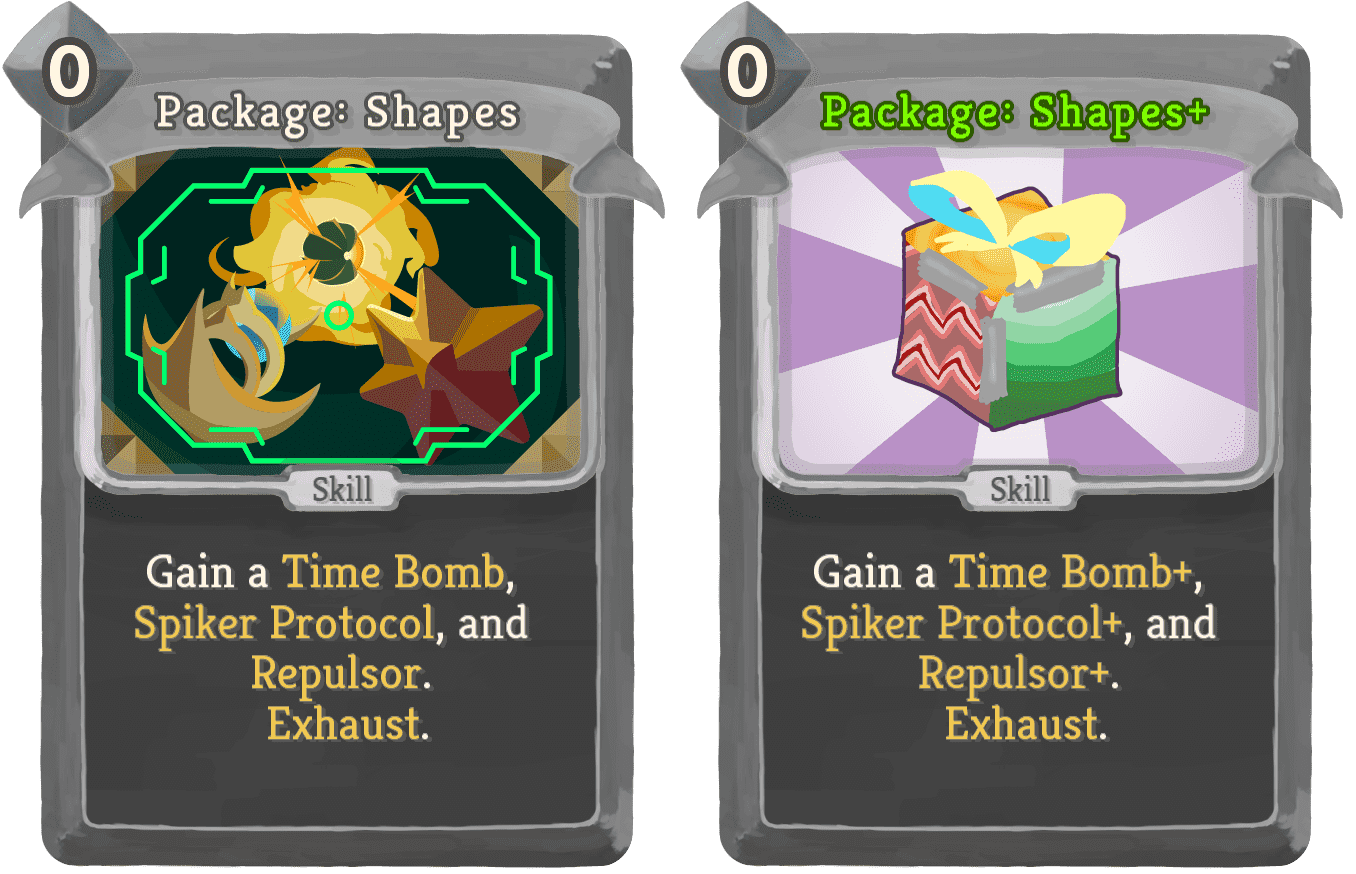 0
Package: Shapes
Skill
Gain a Time Bomb,
Spiker Protocol, and
Repulsor.
Exhaust.
0
Package: Shapes+
Skill
Gain a Time Bomb+,
Spiker Protocol+, and
Repulsor+.
Exhaust.